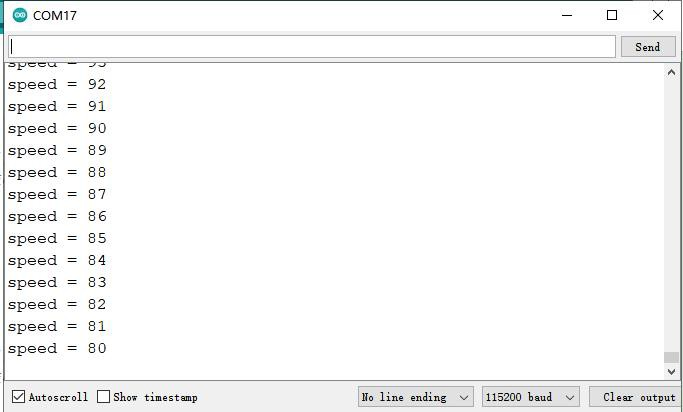 COM17
Send
speed = 93
speed = 92
speed = 91
speed = 90
speed = 89
speed = 88
speed = 87
speed = 86
speed = 85
speed = 84
speed = 83
speed = 82
speed = 81
speed = 80
Autoscroll
Show timestamp
No line ending
115200 baud
Clear output